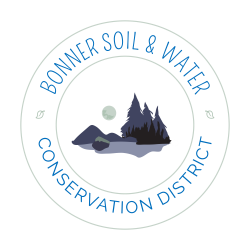 BONNER SOIL & WATER
CONSERVATION DISTRICT